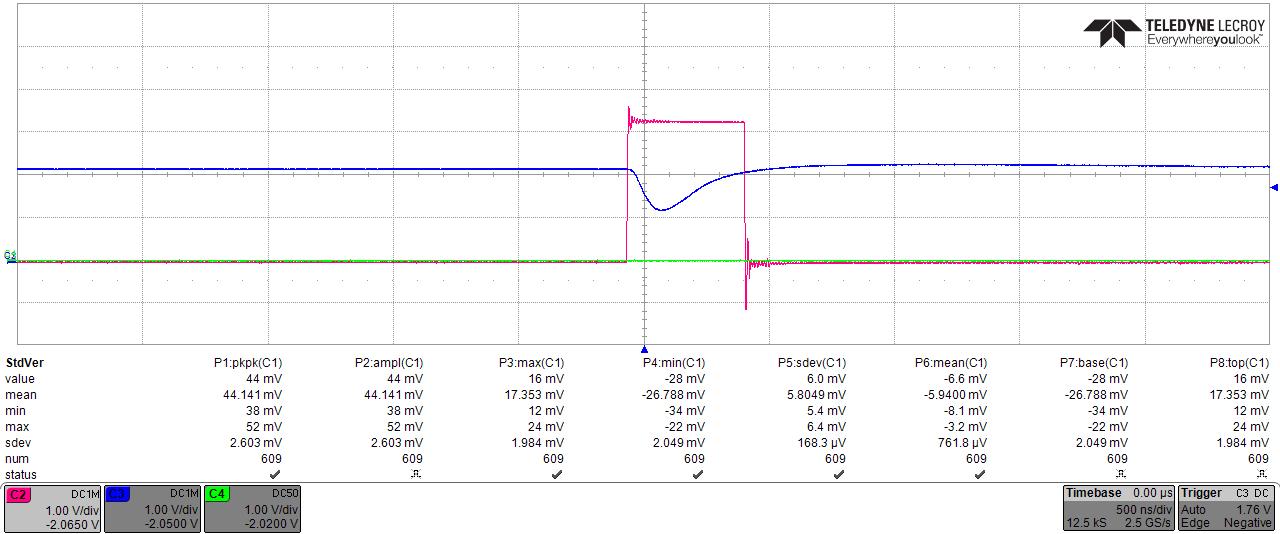 TELEDYNE LECROY
Everywhereyoulook™
StdVer P1:pkpk(C1) P2:ampl(C1) P3:max(C1) P4:min(C1) P5:sdev(C1) P6:mean(C1) P7:base(C1) P8:top(C1)
value 44 mV 44 mV 16 mV -28 mV 6.0 mV -6.6 mV -28 mV 16 mV
mean 44.141 mV 44.141 mV 17.353 mV -26.788 mV 5.8049 mV -5.9400 mV -26.788 mV 17.353 mV
min 38 mV 38 mV 12 mV -34 mV 5.4 mV -8.1 mV -34 mV 12 mV
max 52 mV 52 mV 24 mV -22 mV 6.4 mV -3.2 mV -22 mV 24 mV
sdev 2.603 mV 2.603 mV 1.984 mV 2.049 mV 168.3 µV 761.8 µV 2.049 mV 1.984 mV
num 609 609 609 609 609 609 609 609
status
C2 DC1M C3 DC1M C4 DC50 Timebase 0.00 µs Trigger C3 DC
1.00 V/div 1.00 V/div 1.00 V/div 500 ns/div Auto 1.76 V
-2.0650 V -2.0500 V -2.0200 V 12.5 kS 2.5 GS/s Edge Negative